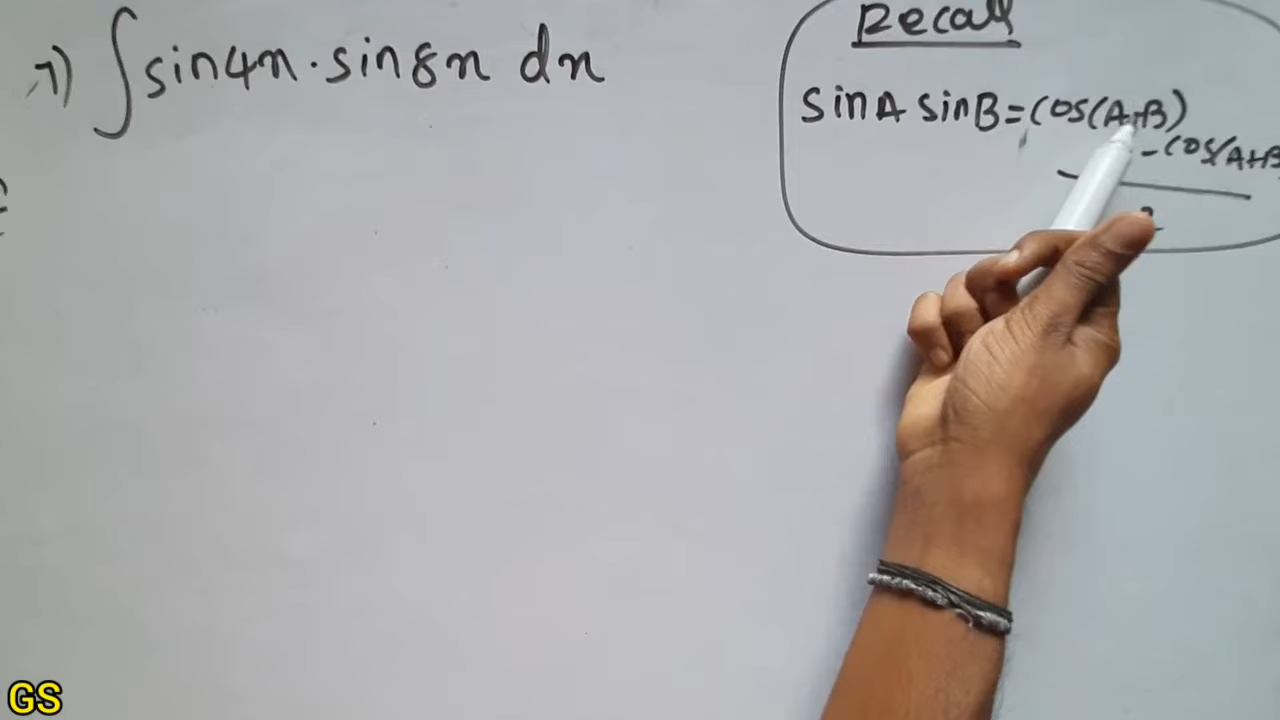 7) ∫ sin4x · sin8x dx
Recall
sinA sinB = cos(A+B)
- cos(A+B
2
GS